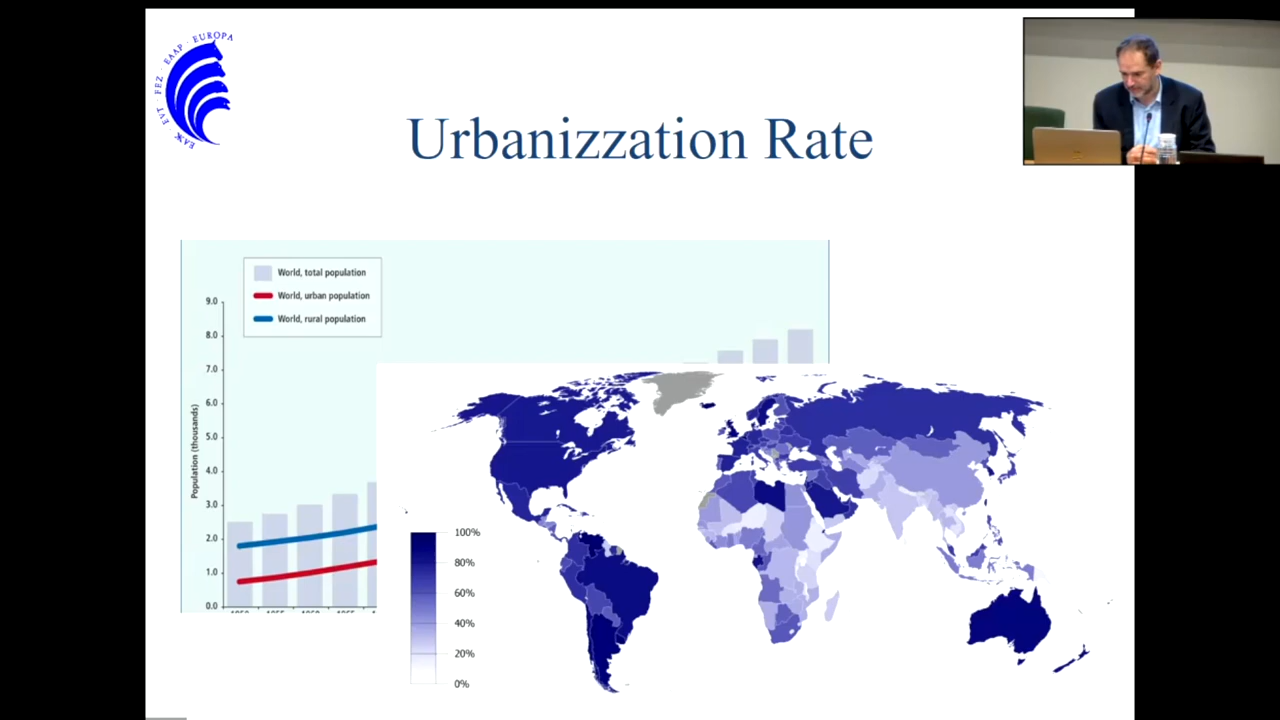 ЕАЖ · EVT · FEZ · EAAP · EUROPA
Urbanizzation Rate
World, total population
World, urban population
World, rural population
9.0
8.0
7.0
6.0
5.0
4.0
3.0
2.0
1.0
0.0
Population (thousands)
100%
80%
60%
40%
20%
0%